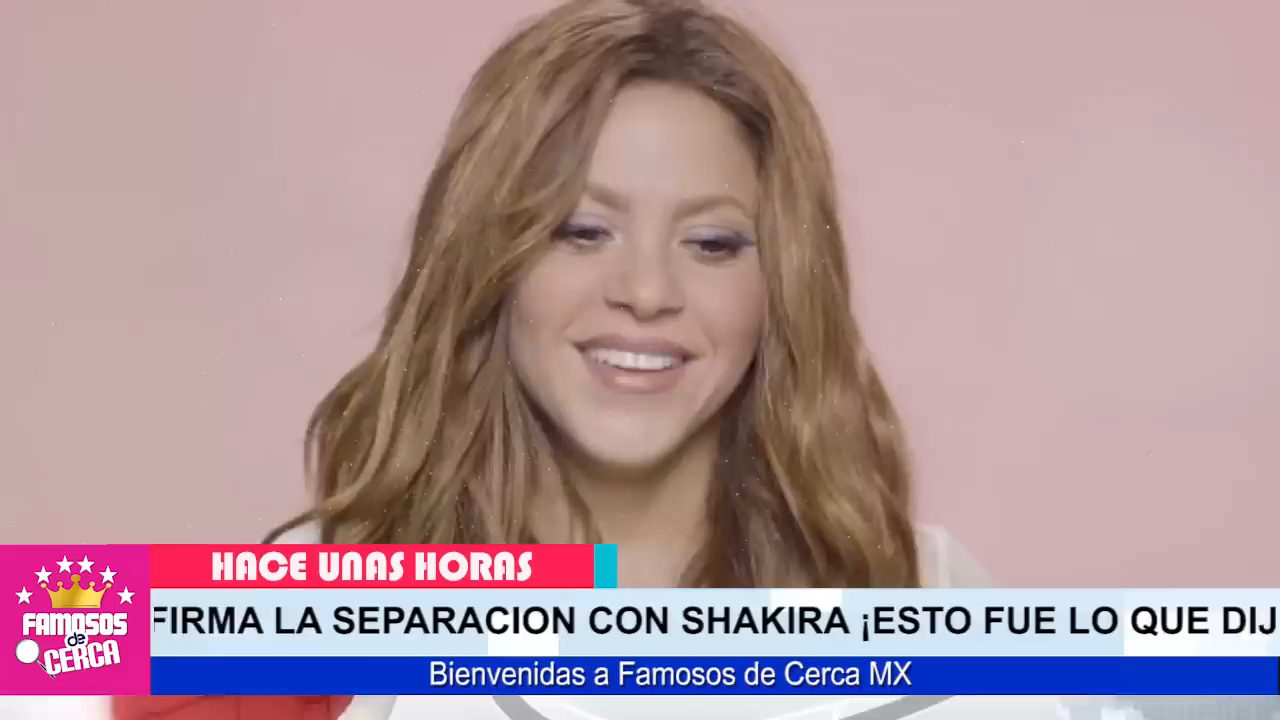 HACE UNAS HORAS
FAMOSOS
de
CERCA
FIRMA LA SEPARACION CON SHAKIRA ¡ESTO FUE LO QUE DIJ
Bienvenidas a Famosos de Cerca MX